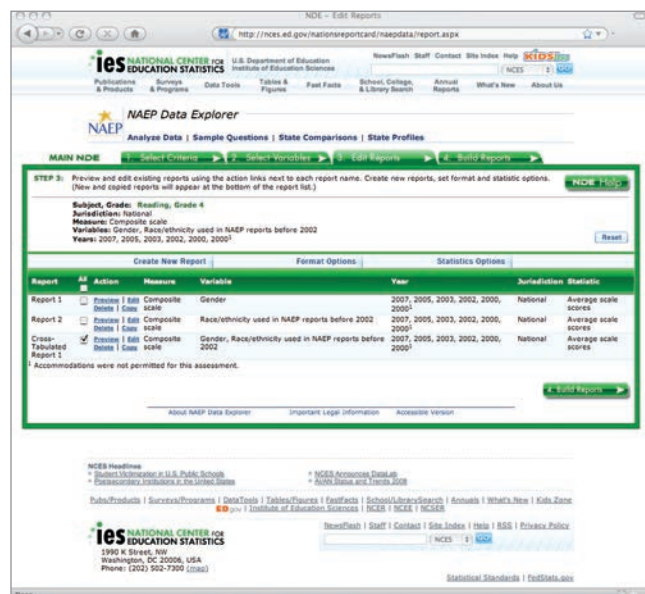 NDE - Edit Reports
http://nces.ed.gov/nationsreportcard/naepdata/report.aspx
ies NATIONAL CENTER FOR EDUCATION STATISTICS
U.S. Department of Education
Institute of Education Sciences
NewsFlash Staff Contact Site Index Help KIDS
NCES
Publications & Products
Surveys & Programs
Data Tools
Tables & Figures
Fast Facts
School, College, & Library Search
Annual Reports
What's New
About Us
NAEP
NAEP Data Explorer
Analyze Data | Sample Questions | State Comparisons | State Profiles
MAIN NDE
1. Select Criteria
2. Select Variables
3. Edit Reports
4. Build Reports
STEP 3: Preview and edit existing reports using the action links next to each report name. Create new reports, set format and statistic options.
(New and copied reports will appear at the bottom of the report list.)
NDE Help
Subject, Grade: Reading, Grade 4
Jurisdiction: National
Measure: Composite scale
Variables: Gender, Race/ethnicity used in NAEP reports before 2002
Years: 2007, 2005, 2003, 2002, 2000, 2000¹
Reset
Create New Report
Format Options
Statistics Options
Report All Action Measure Variable Year Jurisdiction Statistic
Report 1 Preview | Edit Composite Gender 2007, 2005, 2003, 2002, 2000, National Average scale
Delete | Copy scale 2000¹ scores
Report 2 Preview | Edit Composite Race/ethnicity used in NAEP reports before 2002 2007, 2005, 2003, 2002, 2000, National Average scale
Delete | Copy scale 2000¹ scores
Cross- Preview | Edit Composite Gender, Race/ethnicity used in NAEP reports before 2007, 2005, 2003, 2002, 2000, National Average scale
Tabulated Delete | Copy scale 2002 2000¹ scores
Report 1
¹ Accommodations were not permitted for this assessment.
4. Build Reports
About NAEP Data Explorer
Important Legal Information
Accessible Version
NCES Headlines
Student Victimization in U.S. Public Schools
NCES Announces DataLab
Postsecondary Institutions in the United States
AI/AN Status and Trends 2008
Pubs/Products | Surveys/Programs | DataTools | Tables/Figures | FastFacts | School/LibrarySearch | Annuals | What's New | Kids Zone
ED.gov | Institute of Education Sciences | NCER | NCEE | NCSER
ies NATIONAL CENTER FOR EDUCATION STATISTICS
NewsFlash | Staff | Contact | Site Index | Help | RSS | Privacy Policy
NCES
1990 K Street, NW
Washington, DC 20006, USA
Phone: (202) 502-7300 (map)
Statistical Standards | FedStats.gov